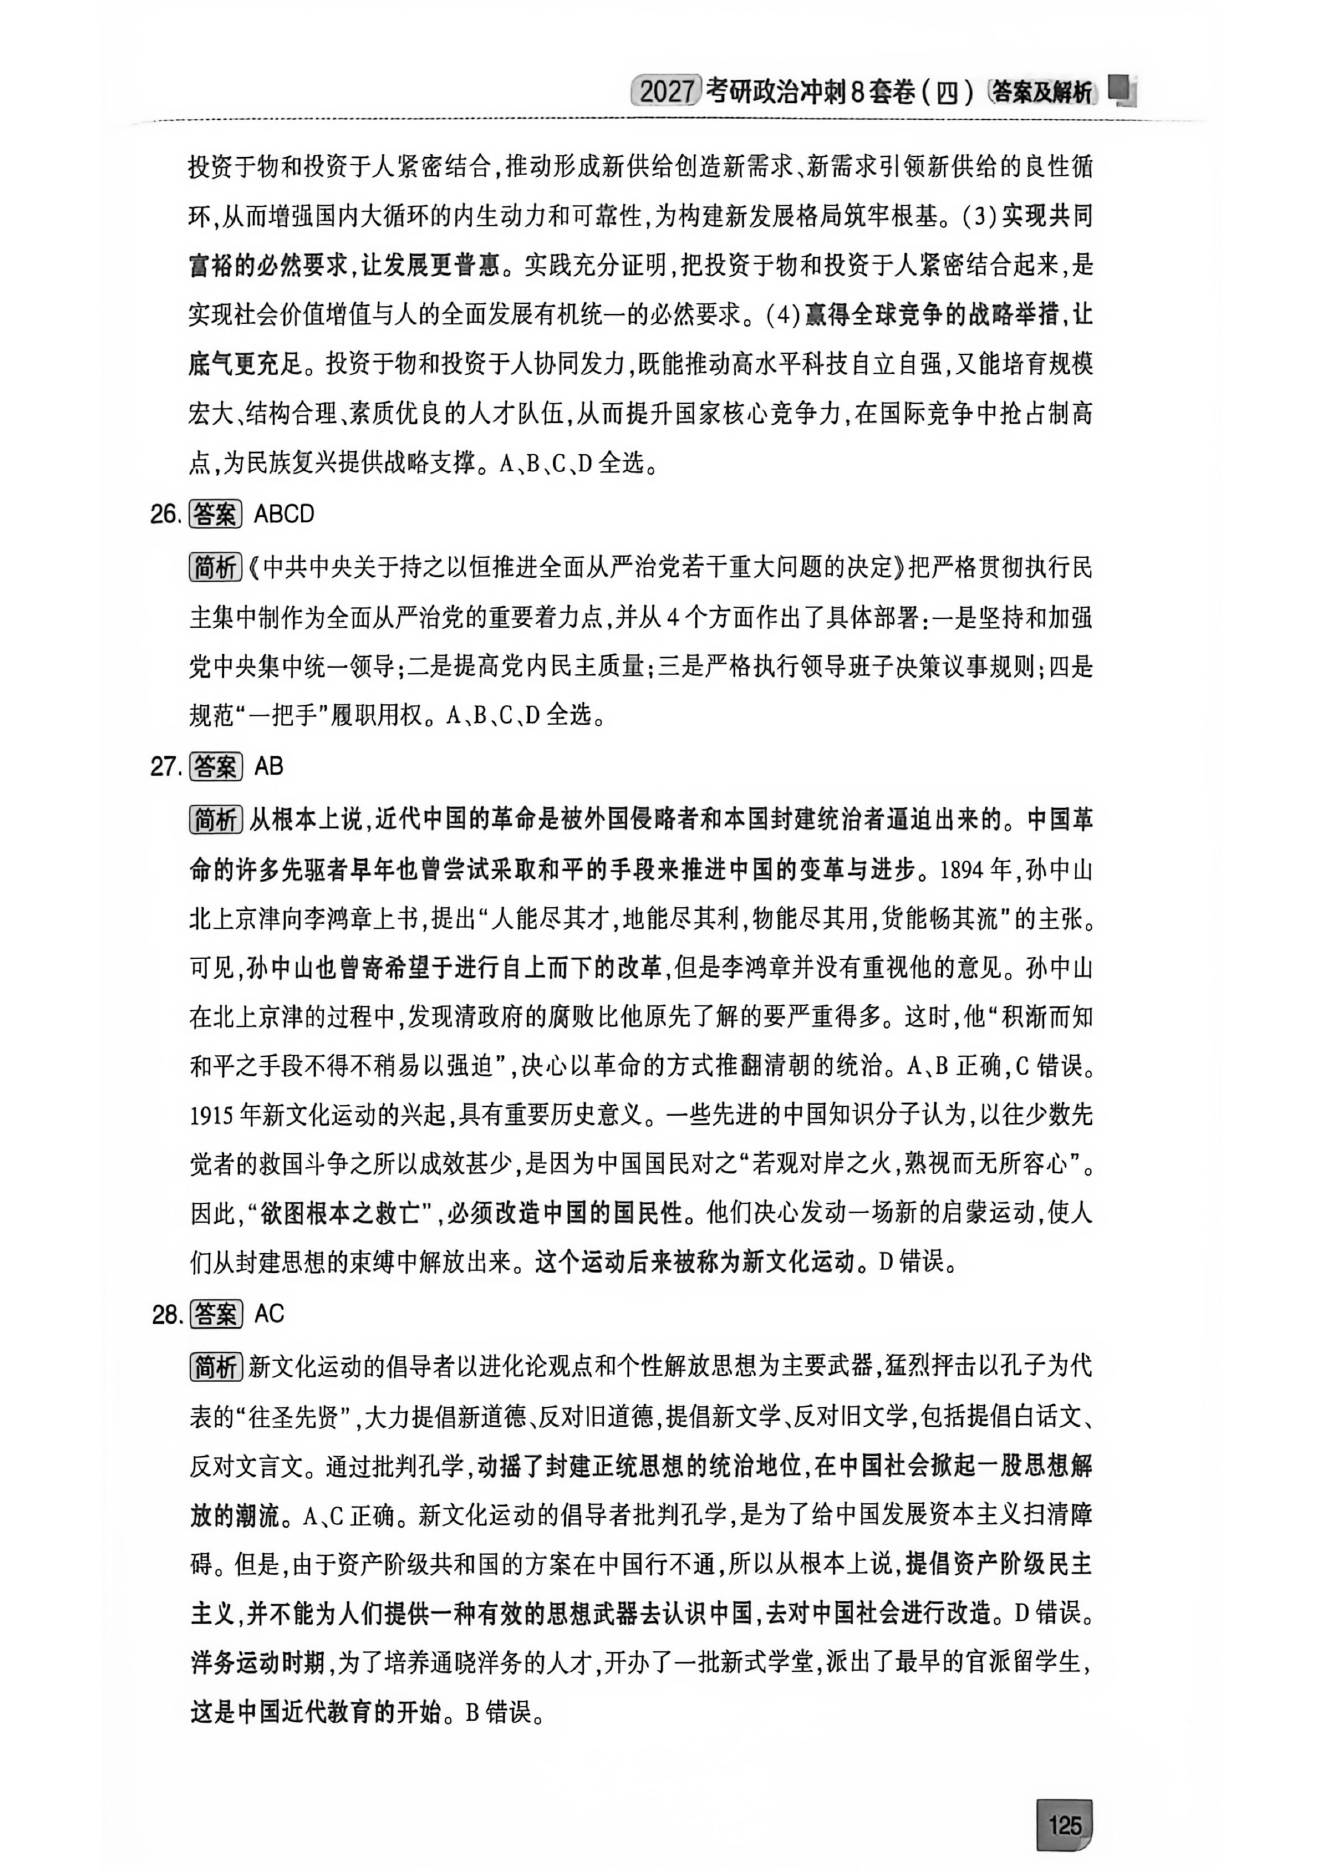 2027考研政治冲刺8套卷(四) 答案及解析
投资于物和投资于人紧密结合,推动形成新供给创造新需求、新需求引领新供给的良性循
环,从而增强国内大循环的内生动力和可靠性,为构建新发展格局筑牢根基。(3)实现共同
富裕的必然要求,让发展更普惠。实践充分证明,把投资于物和投资于人紧密结合起来,是
实现社会价值增值与人的全面发展有机统一的必然要求。(4)赢得全球竞争的战略举措,让
底气更充足。投资于物和投资于人协同发力,既能推动高水平科技自立自强,又能培育规模
宏大、结构合理、素质优良的人才队伍,从而提升国家核心竞争力,在国际竞争中抢占制高
点,为民族复兴提供战略支撑。A、B、C、D全选。
26. 答案 ABCD
简析《中共中央关于持之以恒推进全面从严治党若干重大问题的决定》把严格贯彻执行民
主集中制作为全面从严治党的重要着力点,并从4个方面作出了具体部署:一是坚持和加强
党中央集中统一领导;二是提高党内民主质量;三是严格执行领导班子决策议事规则;四是
规范“一把手”履职用权。A、B、C、D全选。
27. 答案 AB
简析 从根本上说,近代中国的革命是被外国侵略者和本国封建统治者逼迫出来的。中国革
命的许多先驱者早年也曾尝试采取和平的手段来推进中国的变革与进步。1894年,孙中山
北上京津向李鸿章上书,提出“人能尽其才,地能尽其利,物能尽其用,货能畅其流”的主张。
可见,孙中山也曾寄希望于进行自上而下的改革,但是李鸿章并没有重视他的意见。孙中山
在北上京津的过程中,发现清政府的腐败比他原先了解的要严重得多。这时,他“积渐而知
和平之手段不得不稍易以强迫”,决心以革命的方式推翻清朝的统治。A、B正确,C错误。
1915年新文化运动的兴起,具有重要历史意义。一些先进的中国知识分子认为,以往少数先
觉者的救国斗争之所以成效甚少,是因为中国国民对之“若观对岸之火,熟视而无所容心”。
因此,“欲图根本之救亡”,必须改造中国的国民性。他们决心发动一场新的启蒙运动,使人
们从封建思想的束缚中解放出来。这个运动后来被称为新文化运动。D错误。
28. 答案 AC
简析 新文化运动的倡导者以进化论观点和个性解放思想为主要武器,猛烈抨击以孔子为代
表的“往圣先贤”,大力提倡新道德、反对旧道德,提倡新文学、反对旧文学,包括提倡白话文、
反对文言文。通过批判孔学,动摇了封建正统思想的统治地位,在中国社会掀起一股思想解
放的潮流。A、C正确。新文化运动的倡导者批判孔学,是为了给中国发展资本主义扫清障
碍。但是,由于资产阶级共和国的方案在中国行不通,所以从根本上说,提倡资产阶级民主
主义,并不能为人们提供一种有效的思想武器去认识中国,去对中国社会进行改造。D错误。
洋务运动时期,为了培养通晓洋务的人才,开办了一批新式学堂,派出了最早的官派留学生,
这是中国近代教育的开始。B错误。
125